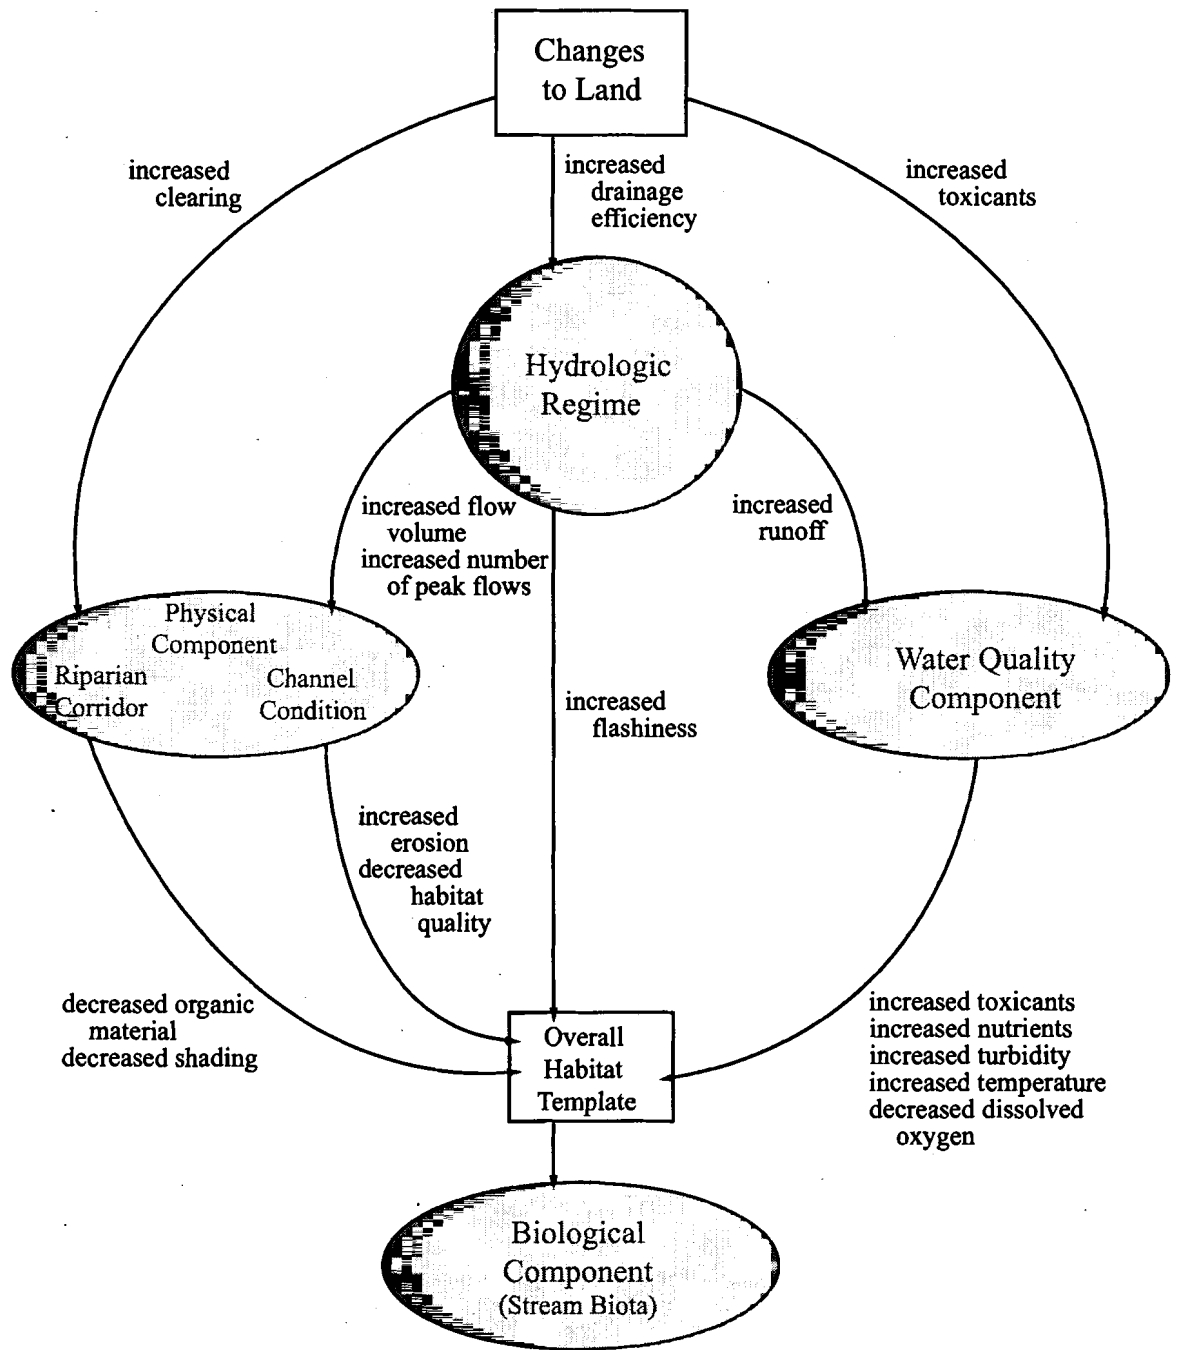 Changes
to Land
increased
clearing
increased
drainage
efficiency
increased
toxicants
Hydrologic
Regime
increased flow
volume
increased number
of peak flows
increased
runoff
Physical
Component
Riparian
Corridor
Channel
Condition
Water Quality
Component
increased
flashiness
increased
erosion
decreased
habitat
quality
decreased organic
material
decreased shading
Overall
Habitat
Template
increased toxicants
increased nutrients
increased turbidity
increased temperature
decreased dissolved
oxygen
Biological
Component
(Stream Biota)